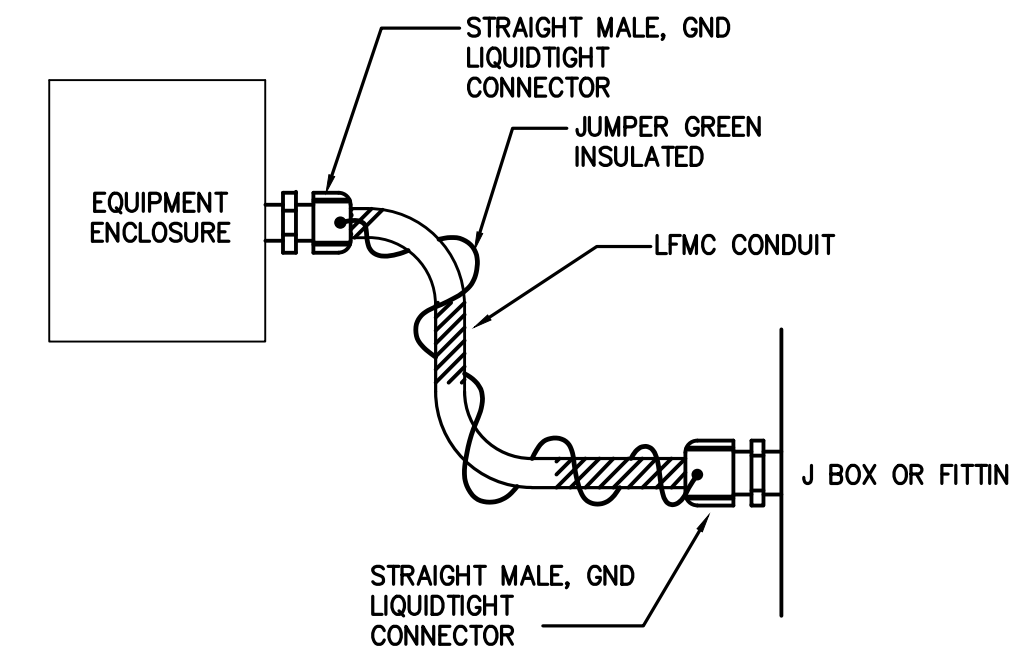 STRAIGHT MALE, GND
LIQUIDTIGHT
CONNECTOR
JUMPER GREEN
INSULATED
EQUIPMENT
ENCLOSURE
LFMC CONDUIT
J BOX OR FITTIN
STRAIGHT MALE, GND
LIQUIDTIGHT
CONNECTOR